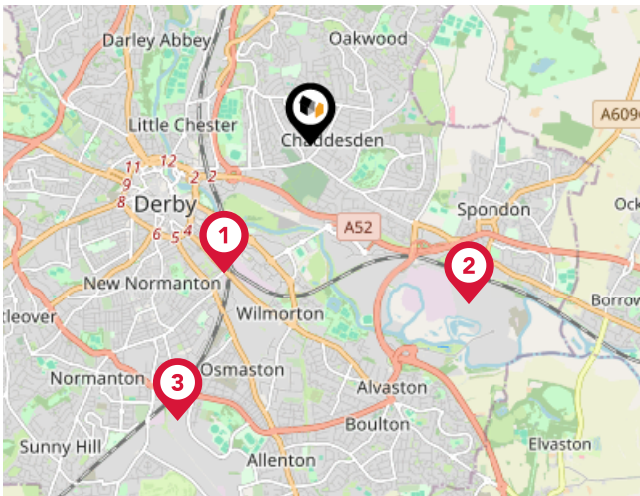 Darley Abbey
Oakwood
A609
Little Chester
Chaddesden
11
12
9
2
2
8
Derby
Spondon
Ock
6
5
4
1
A52
2
New Normanton
tleover
Wilmorton
Borrow
3
Osmaston
Normanton
Alvaston
Boulton
Sunny Hill
Allenton
Elvaston